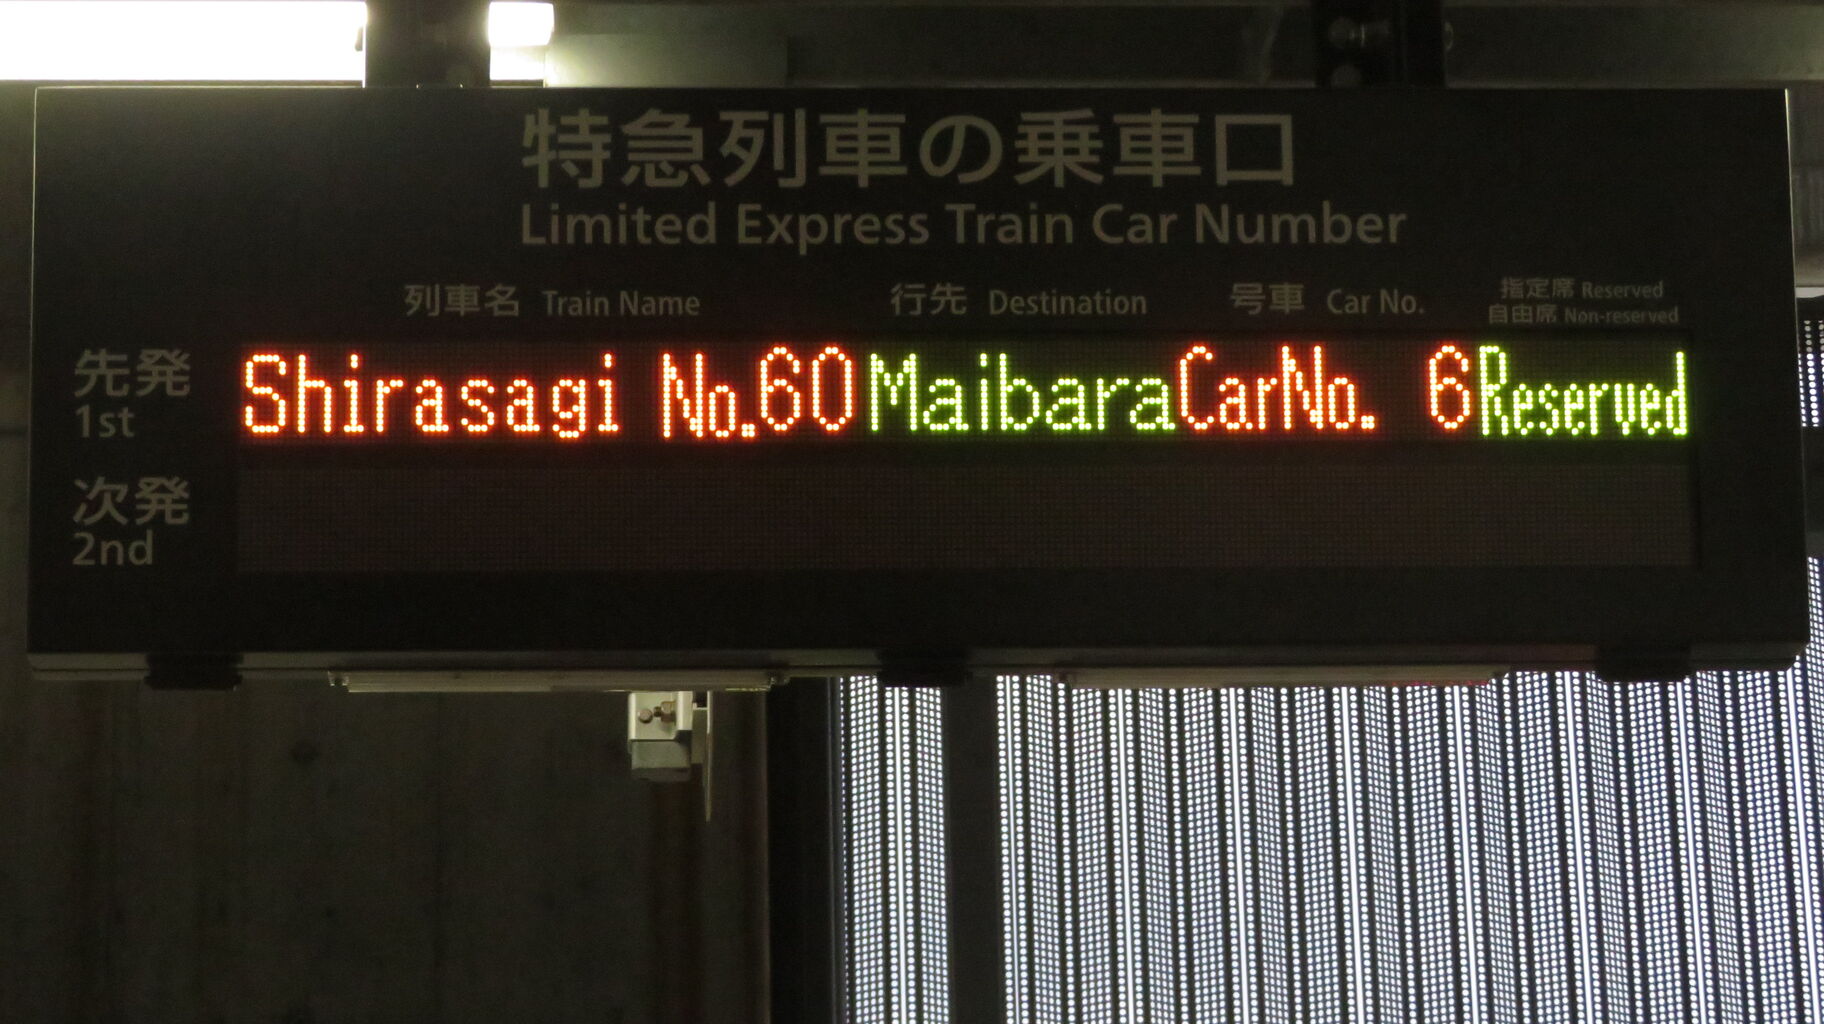 特急列車の乗車口
Limited Express Train Car Number
列車名 Train Name 行先 Destination 号車 Car No. 指定席 Reserved
自由席 Non-reserved
先発 Shirasagi No.60 Maibara CarNo. 6 Reserved
1st
次発
2nd